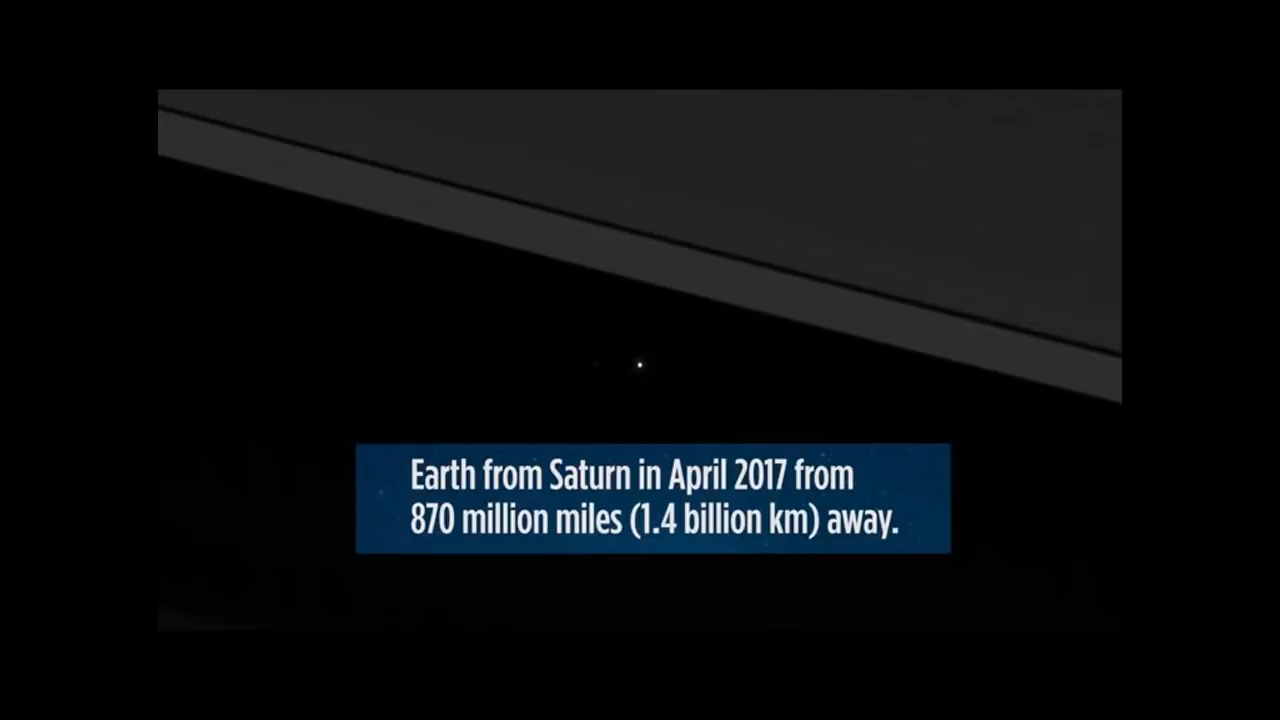 Earth from Saturn in April 2017 from
870 million miles (1.4 billion km) away.